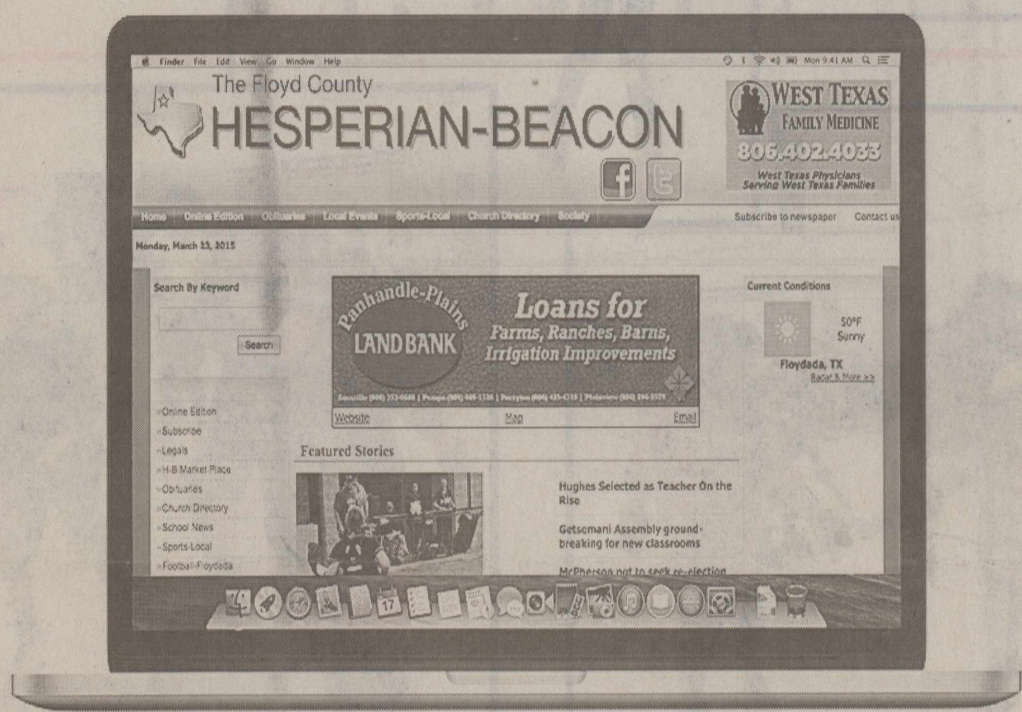 Finder File Edit View Go Window Help
Mon 9:41 AM
The Floyd County
HESPERIAN-BEACON
WEST TEXAS
FAMILY MEDICINE
806.402.4033
West Texas Physicians
Serving West Texas Families
f
t
Home Online Edition Obituaries Local Events Sports-Local Church Directory Society
Subscribe to newspaper Contact us
Monday, March 23, 2015
Search By Keyword
Search
»Online Edition
»Subscribe
»Legals
»H-B Market Place
»Obituaries
»Church Directory
»School News
»Sports-Local
»Football-Floydada
Panhandle-Plains
LAND BANK
Loans for
Farms, Ranches, Barns,
Irrigation Improvements
Website Map Email
Featured Stories
Hughes Selected as Teacher On the
Rise
Getsemani Assembly ground-
breaking for new classrooms
McPherson not to seek re-election
Current Conditions
50°F
Sunny
Floydada, TX
Radar & More >>
17